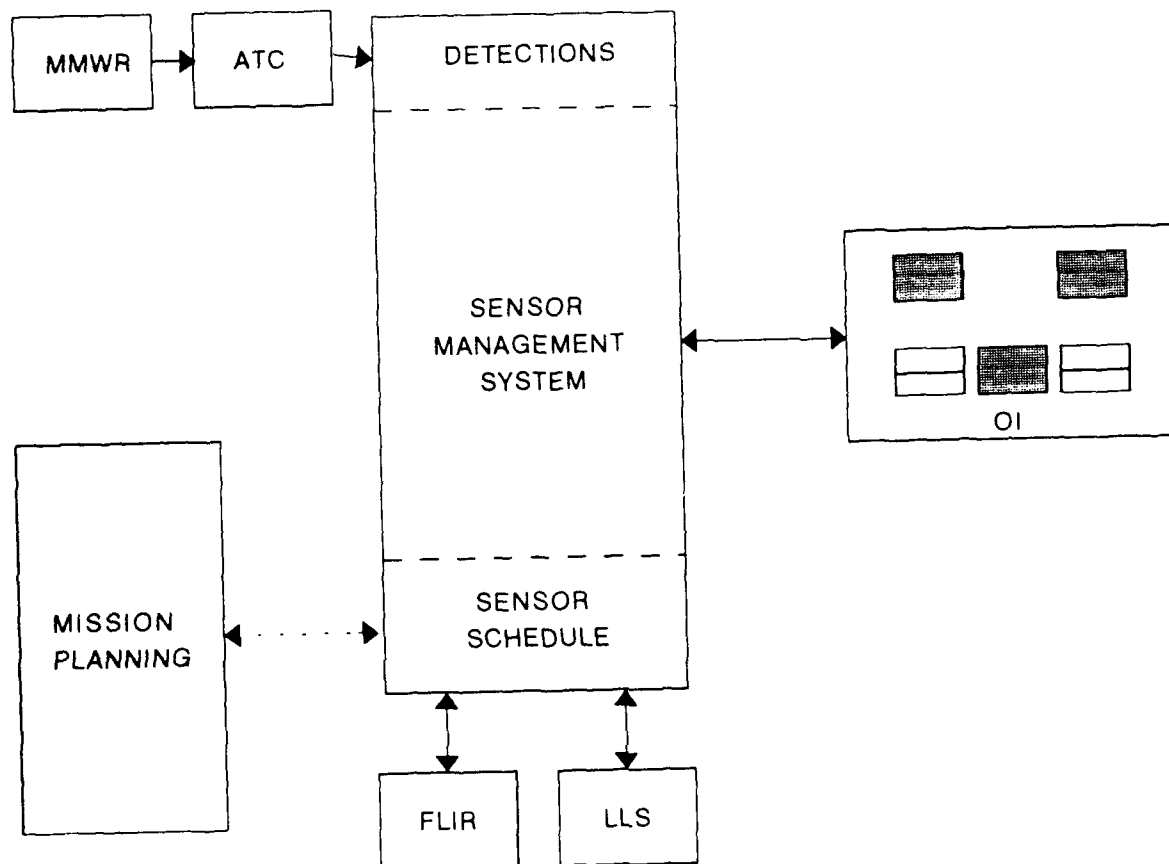 MMWR
ATC
DETECTIONS
SENSOR
MANAGEMENT
SYSTEM
OI
MISSION
PLANNING
SENSOR
SCHEDULE
FLIR
LLS